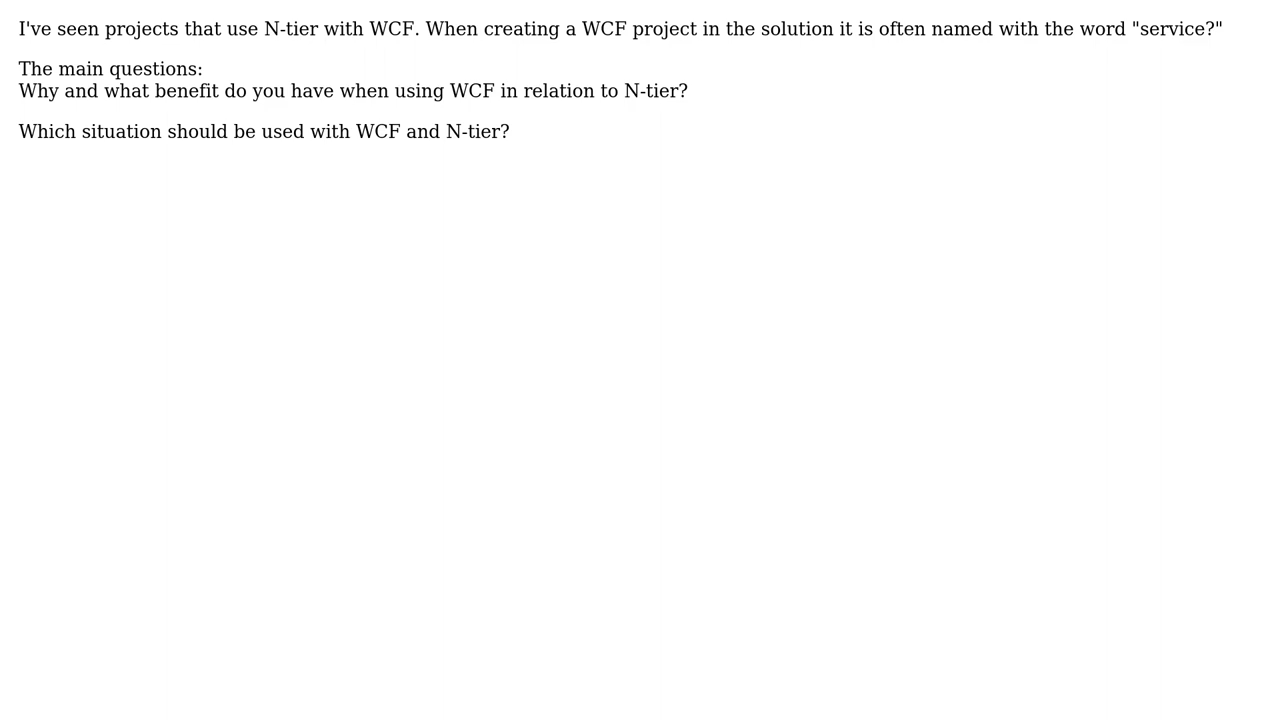 I've seen projects that use N-tier with WCF. When creating a WCF project in the solution it is often named with the word "service?"
The main questions:
Why and what benefit do you have when using WCF in relation to N-tier?
Which situation should be used with WCF and N-tier?